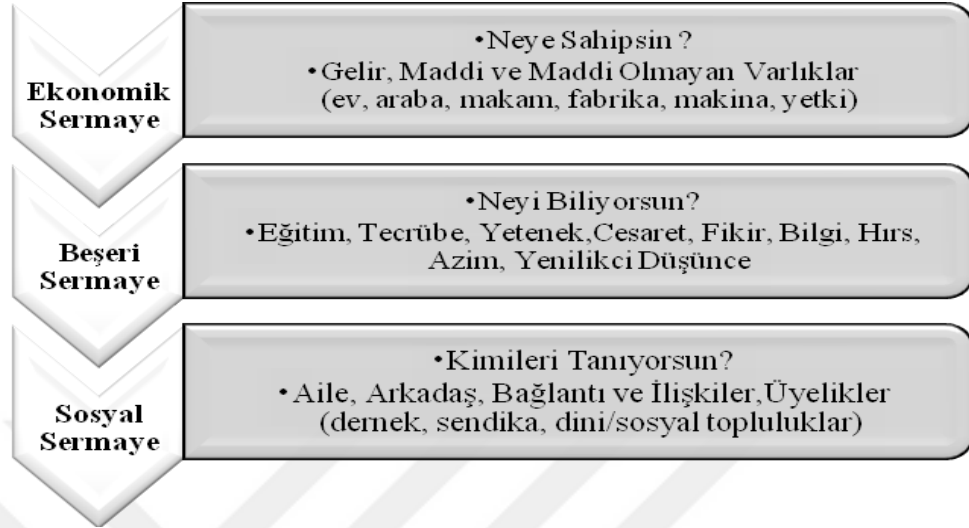 Ekonomik
Sermaye
•Neye Sahipsin ?
•Gelir, Maddi ve Maddi Olmayan Varlıklar
(ev, araba, makam, fabrika, makina, yetki)
Beşeri
Sermaye
•Neyi Biliyorsun?
•Eğitim, Tecrübe, Yetenek,Cesaret, Fikir, Bilgi, Hırs,
Azim, Yenilikci Düşünce
Sosyal
Sermaye
•Kimileri Tanıyorsun?
•Aile, Arkadaş, Bağlantı ve İlişkiler,Üyelikler
(dernek, sendika, dini/sosyal topluluklar)